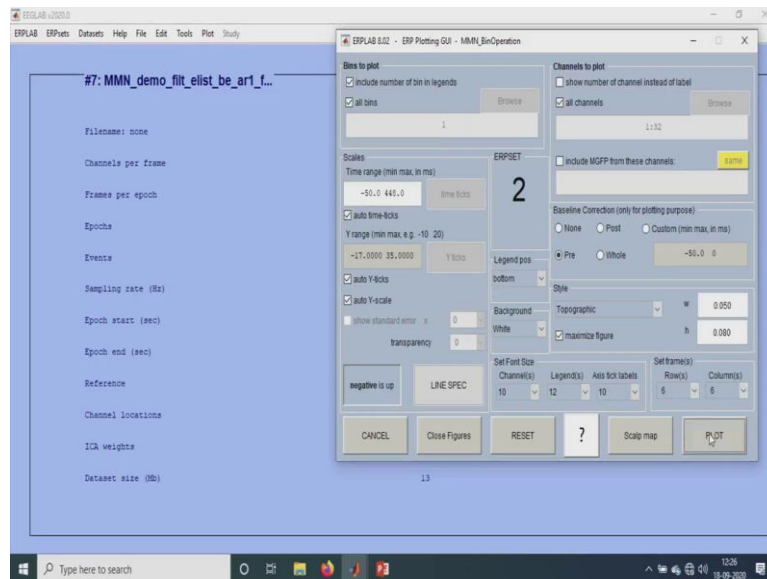 EEGLAB v2020.0
ERPLAB ERPsets Datasets Help File Edit Tools Plot Study
#7: MMN_demo_filt_elist_be_ar1_f...
Filename: none
Channels per frame
Frames per epoch
Epochs
Events
Sampling rate (Hz)
Epoch start (sec)
Epoch end (sec)
Reference
Channel locations
ICA weights
Dataset size (Mb) 13
ERPLAB 8.02 - ERP Plotting GUI - MMN_BinOperation
Bins to plot
include number of bin in legends
all bins Browse
1
Channels to plot
show number of channel instead of label
all channels Browse
1:32
include MGFP from these channels: same
Scales
Time range (min max, in ms)
-50.0 448.0 time ticks
auto time-ticks
Y range (min max, e.g. -10 20)
-17.0000 35.0000 Y ticks
auto Y-ticks
auto Y-scale
show standard error x 0
transparency 0
negative is up LINE SPEC
ERPSET
2
Legend pos
bottom
Background
White
Baseline Correction (only for plotting purpose)
None Post Custom (min max, in ms)
Pre Whole -50.0 0
Style
Topographic w 0.050
maximize figure h 0.080
Set Font Size
Channel(s) Legend(s) Axis tick labels
10 12 10
Set frame(s)
Row(s) Column(s)
6 6
CANCEL Close Figures RESET ? Scalp map PLOT
Type here to search
12:26
18-09-2020